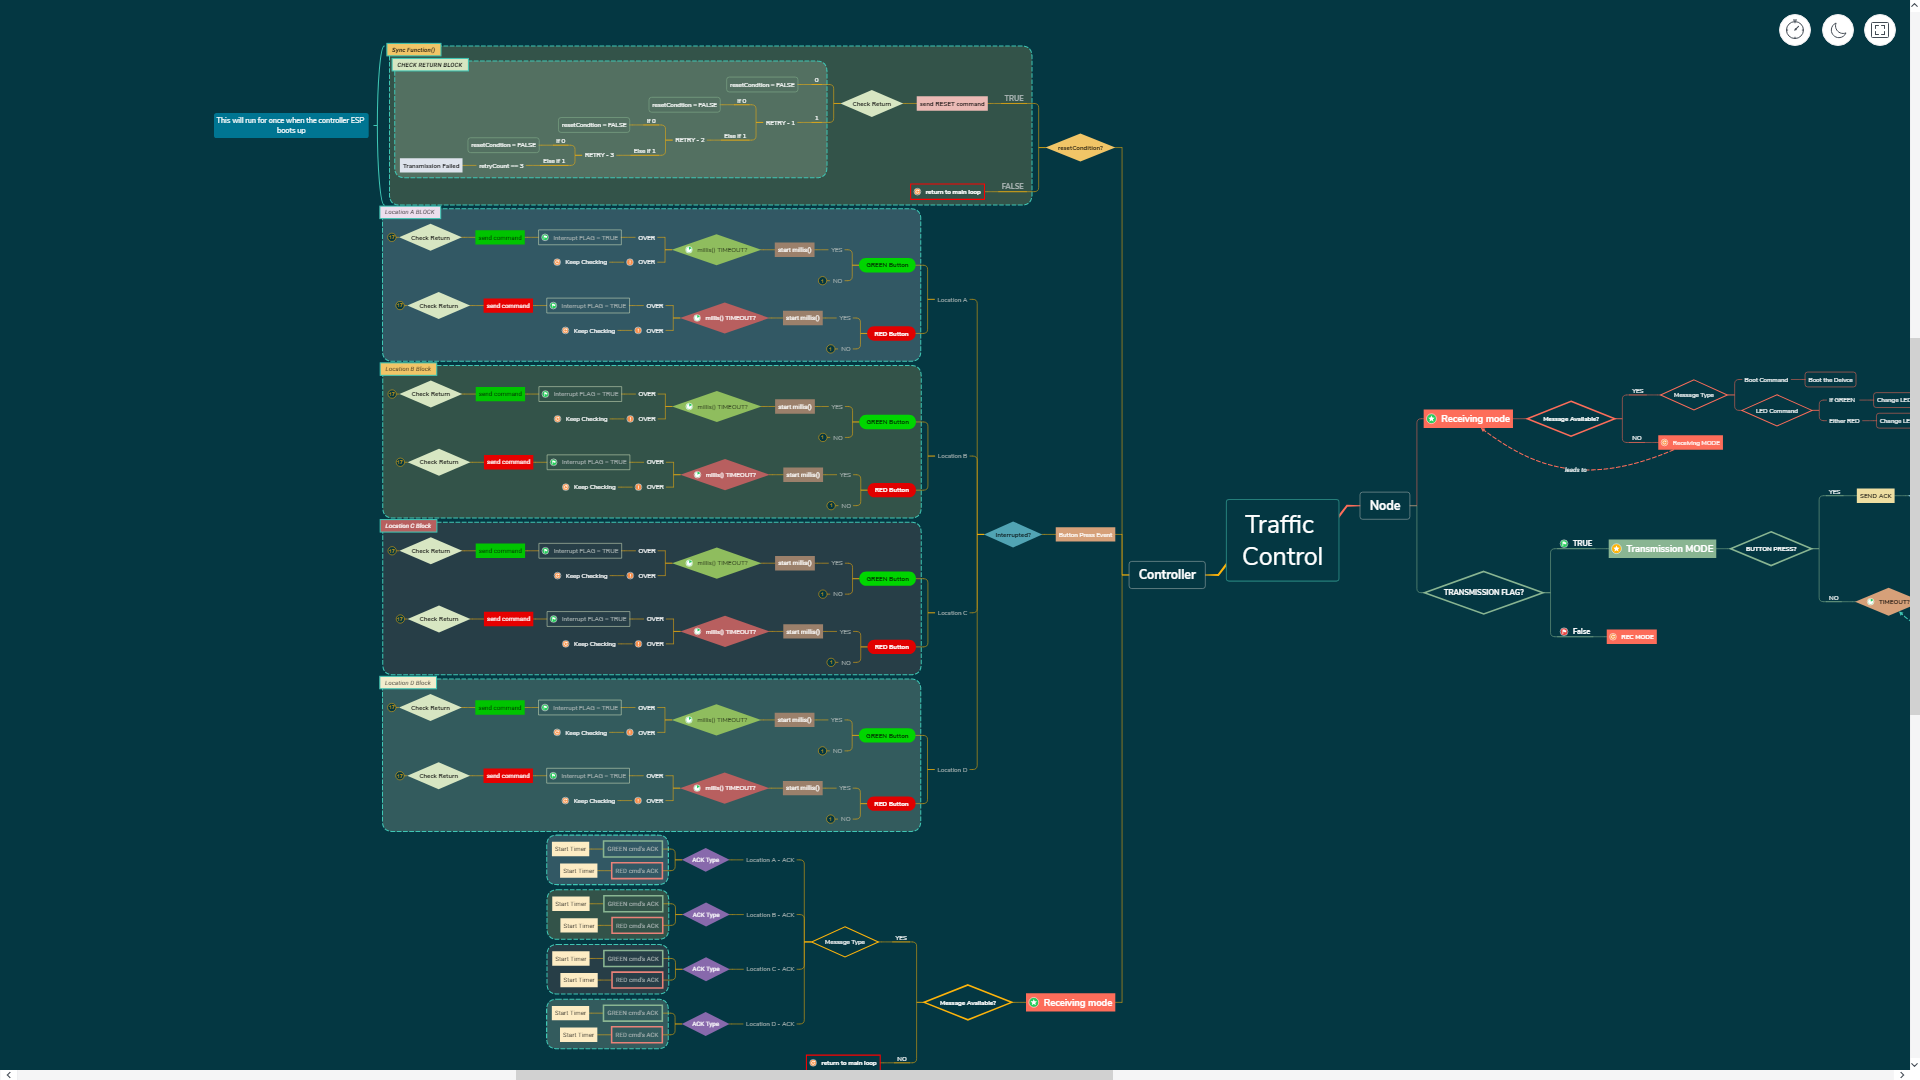 Sync Function()
CHECK RETURN BLOCK
This will run for once when the controller ESP
boots up
resetCondtion = FALSE
0
resetCondtion = FALSE
If 0
Check Return
send RESET command
TRUE
resetCondtion = FALSE
If 0
RETRY - 1
1
Else If 1
RETRY - 2
resetCondtion = FALSE
If 0
Else If 1
RETRY - 3
Transmission Failed
retryCount == 3
Else If 1
resetCondition?
return to main loop
FALSE
Location A BLOCK
17
Check Return
send command
Interrupt FLAG = TRUE
OVER
Keep Checking
OVER
millis() TIMEOUT?
start millis()
YES
GREEN Button
NO
17
Check Return
send command
Interrupt FLAG = TRUE
OVER
Keep Checking
OVER
millis() TIMEOUT?
start millis()
YES
RED Button
NO
Location A
Location B Block
17
Check Return
send command
Interrupt FLAG = TRUE
OVER
Keep Checking
OVER
millis() TIMEOUT?
start millis()
YES
GREEN Button
NO
17
Check Return
send command
Interrupt FLAG = TRUE
OVER
Keep Checking
OVER
millis() TIMEOUT?
start millis()
YES
RED Button
NO
Location B
Location C Block
17
Check Return
send command
Interrupt FLAG = TRUE
OVER
Keep Checking
OVER
millis() TIMEOUT?
start millis()
YES
GREEN Button
NO
17
Check Return
send command
Interrupt FLAG = TRUE
OVER
Keep Checking
OVER
millis() TIMEOUT?
start millis()
YES
RED Button
NO
Location C
Location D Block
17
Check Return
send command
Interrupt FLAG = TRUE
OVER
Keep Checking
OVER
millis() TIMEOUT?
start millis()
YES
GREEN Button
NO
17
Check Return
send command
Interrupt FLAG = TRUE
OVER
Keep Checking
OVER
millis() TIMEOUT?
start millis()
YES
RED Button
NO
Location D
Interrupted?
Button Press Event
Controller
Traffic
Control
Node
Start Timer
GREEN cmd's ACK
Start Timer
RED cmd's ACK
ACK Type
Location A - ACK
Start Timer
GREEN cmd's ACK
Start Timer
RED cmd's ACK
ACK Type
Location B - ACK
Start Timer
GREEN cmd's ACK
Start Timer
RED cmd's ACK
ACK Type
Location C - ACK
Start Timer
GREEN cmd's ACK
Start Timer
RED cmd's ACK
ACK Type
Location D - ACK
Message Type
YES
Message Available?
Receiving mode
return to main loop
NO
Receiving mode
Message Available?
YES
Message Type
Boot Command
Boot the Deivce
LED Command
If GREEN
Change LED
Either RED
Change LE
NO
Receiving MODE
leads to
TRANSMISSION FLAG?
TRUE
Transmission MODE
BUTTON PRESS?
YES
SEND ACK
NO
TIMEOUT?
False
REC MODE